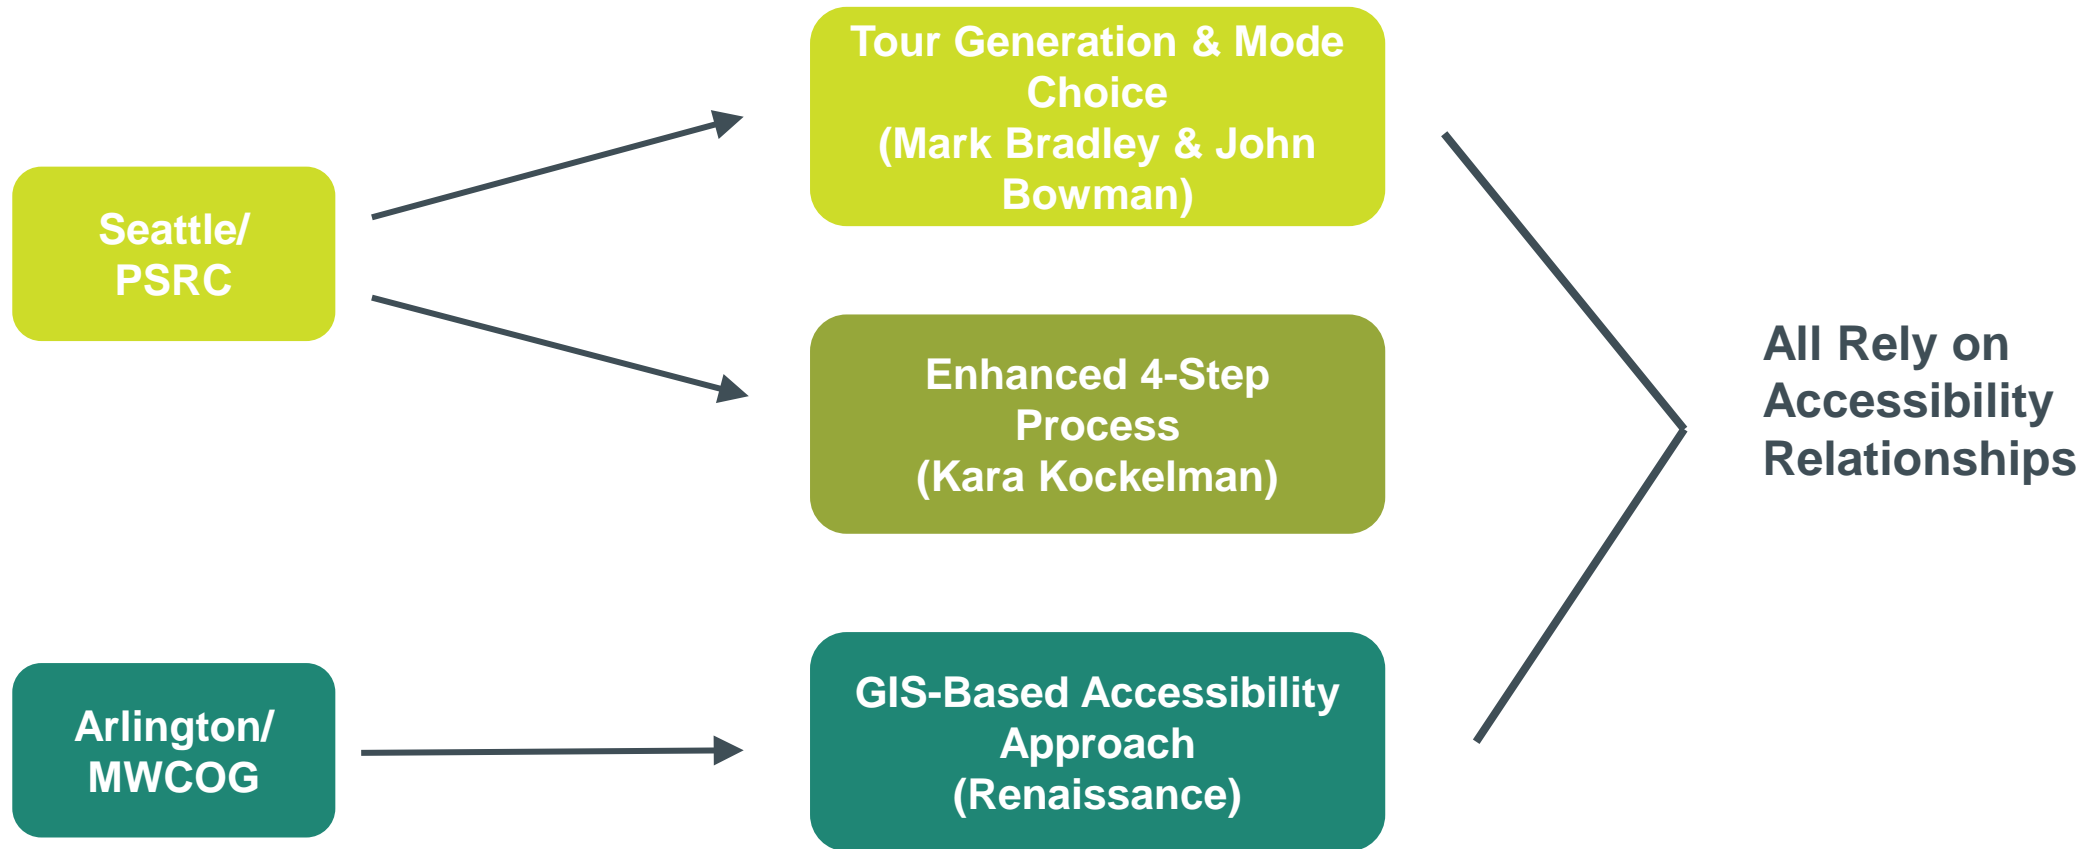 Seattle/
PSRC
Tour Generation & Mode
Choice
(Mark Bradley & John
Bowman)
Enhanced 4-Step
Process
(Kara Kockelman)
Arlington/
MWCOG
GIS-Based Accessibility
Approach
(Renaissance)
All Rely on
Accessibility
Relationships